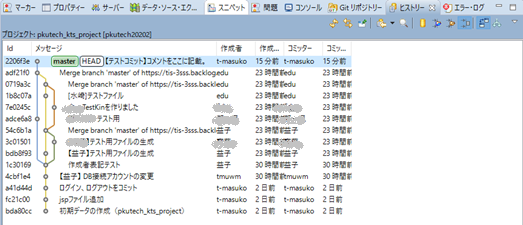 マーカー プロパティー サーバー データ・ソース・エク... スニペット 問題 コンソール Git リポジトリー ヒストリー エラー・ログ
プロジェクト: pkutech_kts_project [pkutech20202]
Id メッセージ 作成者 作成... コミッター コミッ...
2206f3e master HEAD 【テストコミット】コメントをここに記載。 t-masuko 15 分前 t-masuko 15 分前
adf21f0 Merge branch 'master' of https://tis-3sss.backlog edu 23 時間前 edu 23 時間前
0719a3c Merge branch 'master' of https://tis-3sss.backl edu 23 時間前 edu 23 時間前
1b8c07a [水崎]テストファイル edu 23 時間前 edu 23 時間前
7e0245c TestKinを作りました 23 時間前 23 時間前
adce6a8 テスト用 23 時間前 23 時間前
54c6b1a Merge branch 'master' of https://tis-3sss.backl 益子 23 時間前 益子 23 時間前
3c01501 テスト用ファイルの生成 23 時間前 23 時間前
bdb8f93 【益子】テスト用ファイルの生成 益子 23 時間前 益子 23 時間前
1c30169 作成者表記テスト 益子 30 時間前 益子 30 時間前
4cbf1e4 【益子】DB接続アカウントの変更 tmuwm 30 時間前 tmuwm 30 時間前
a41d44d ログイン、ログアウトをコミット t-masuko 2 日前 t-masuko 2 日前
fc21c00 jspファイル追加 t-masuko 2 日前 t-masuko 2 日前
bda80cc 初期データの作成（pkutech_kts_project） t-masuko 2 日前 t-masuko 2 日前